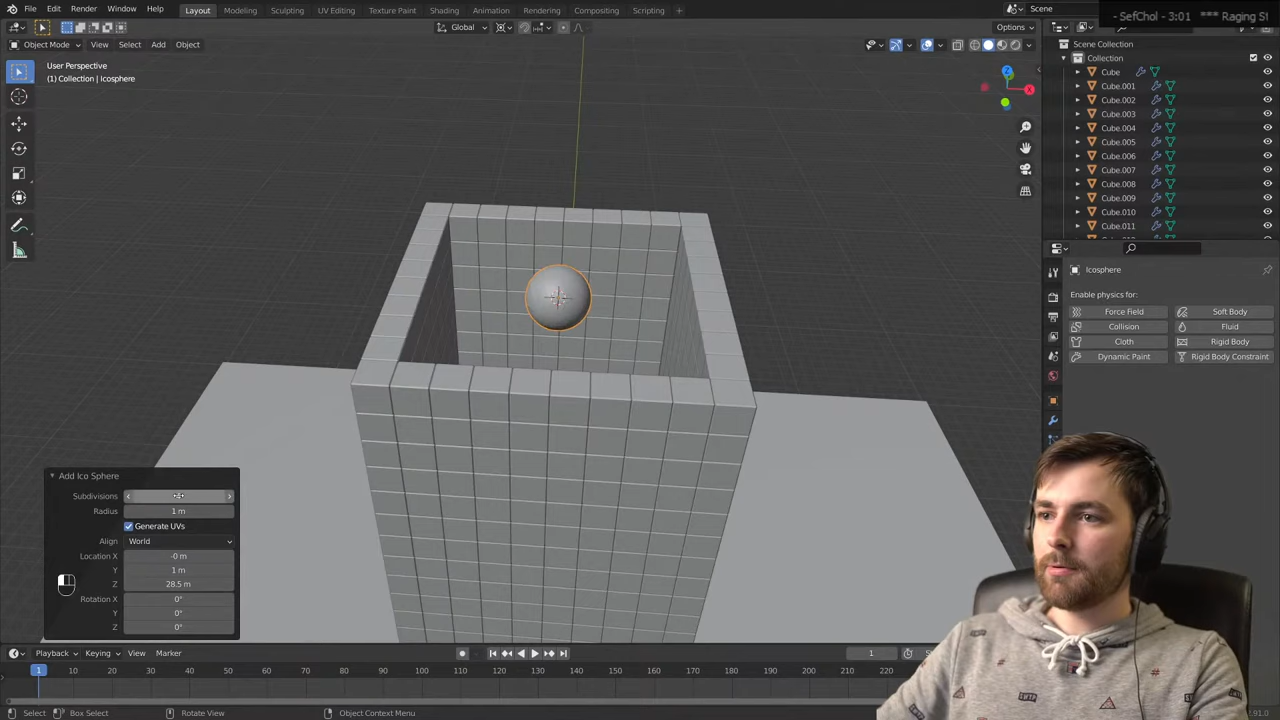 File Edit Render Window Help Layout Modeling Sculpting UV Editing Texture Paint Shading Animation Rendering Compositing Scripting + Scene - SefChol - 3:01 *** Raging S!
Global Options
Object Mode View Select Add Object
User Perspective
(1) Collection | Icosphere
Z
X
Scene Collection
Collection
Cube
Cube.001
Cube.002
Cube.003
Cube.004
Cube.005
Cube.006
Cube.007
Cube.008
Cube.009
Cube.010
Cube.011
Icosphere
Enable physics for:
Force Field Soft Body
Collision Fluid
Cloth Rigid Body
Dynamic Paint Rigid Body Constraint
Add Ico Sphere
Subdivisions
Radius 1 m
Generate UVs
Align World
Location X -0 m
Y 1 m
Z 28.5 m
Rotation X 0°
Y 0°
Z 0°
Playback Keying View Marker 1
1 10 20 30 40 50 60 70 80 90 100 110 120 130 140 150 160 170 180 190 200 210 220
Select Box Select Rotate View Object Context Menu